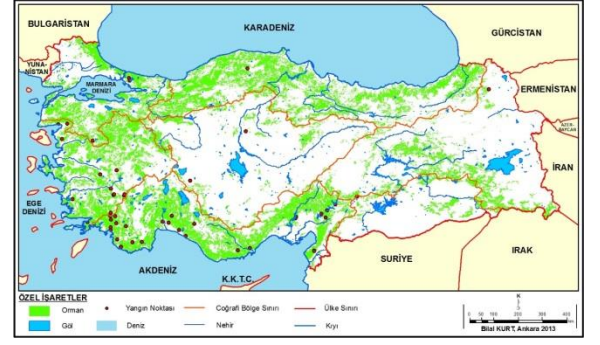 BULGARİSTAN
KARADENİZ
GÜRCİSTAN
YUNA-
NİSTAN
MARMARA
DENİZİ
ERMENİSTAN
AZER-
BAYCAN
İRAN
EGE
DENİZİ
AKDENİZ
K.K.T.C.
SURİYE
IRAK
ÖZEL İŞARETLER
Orman
Yangın Noktası
Coğrafi Bölge Sınırı
Ülke Sınırı
Göl
Deniz
Nehir
Kıyı
K
Bilal KURT, Ankara 2013